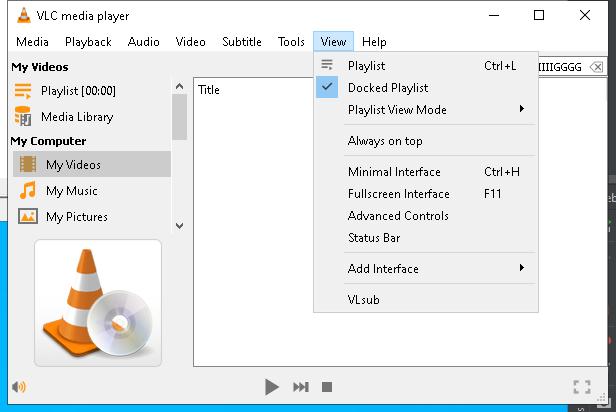 VLC media player
Media Playback Audio Video Subtitle Tools View Help
My Videos
Playlist [00:00]
Media Library
My Computer
My Videos
My Music
My Pictures
Title
Playlist Ctrl+L
Docked Playlist
Playlist View Mode
Always on top
Minimal Interface Ctrl+H
Fullscreen Interface F11
Advanced Controls
Status Bar
Add Interface
VLsub